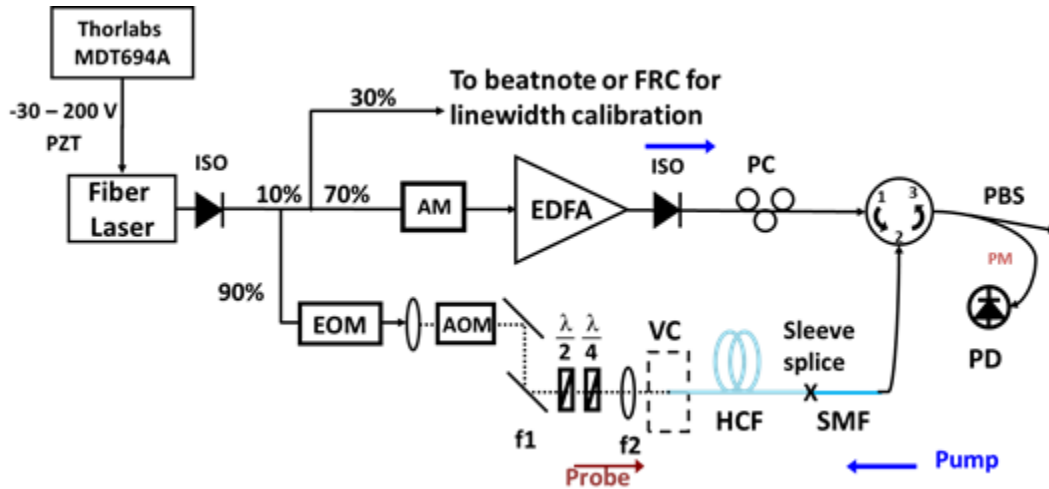 Thorlabs
MDT694A
-30 – 200 V
PZT
Fiber
Laser
ISO
10%
30%
70%
To beatnote or FRC for
linewidth calibration
AM
EDFA
ISO
PC
1
3
2
PBS
PM
PD
90%
EOM
AOM
λ
2
λ
4
f1
f2
VC
HCF
Sleeve
splice
X
SMF
Probe
Pump